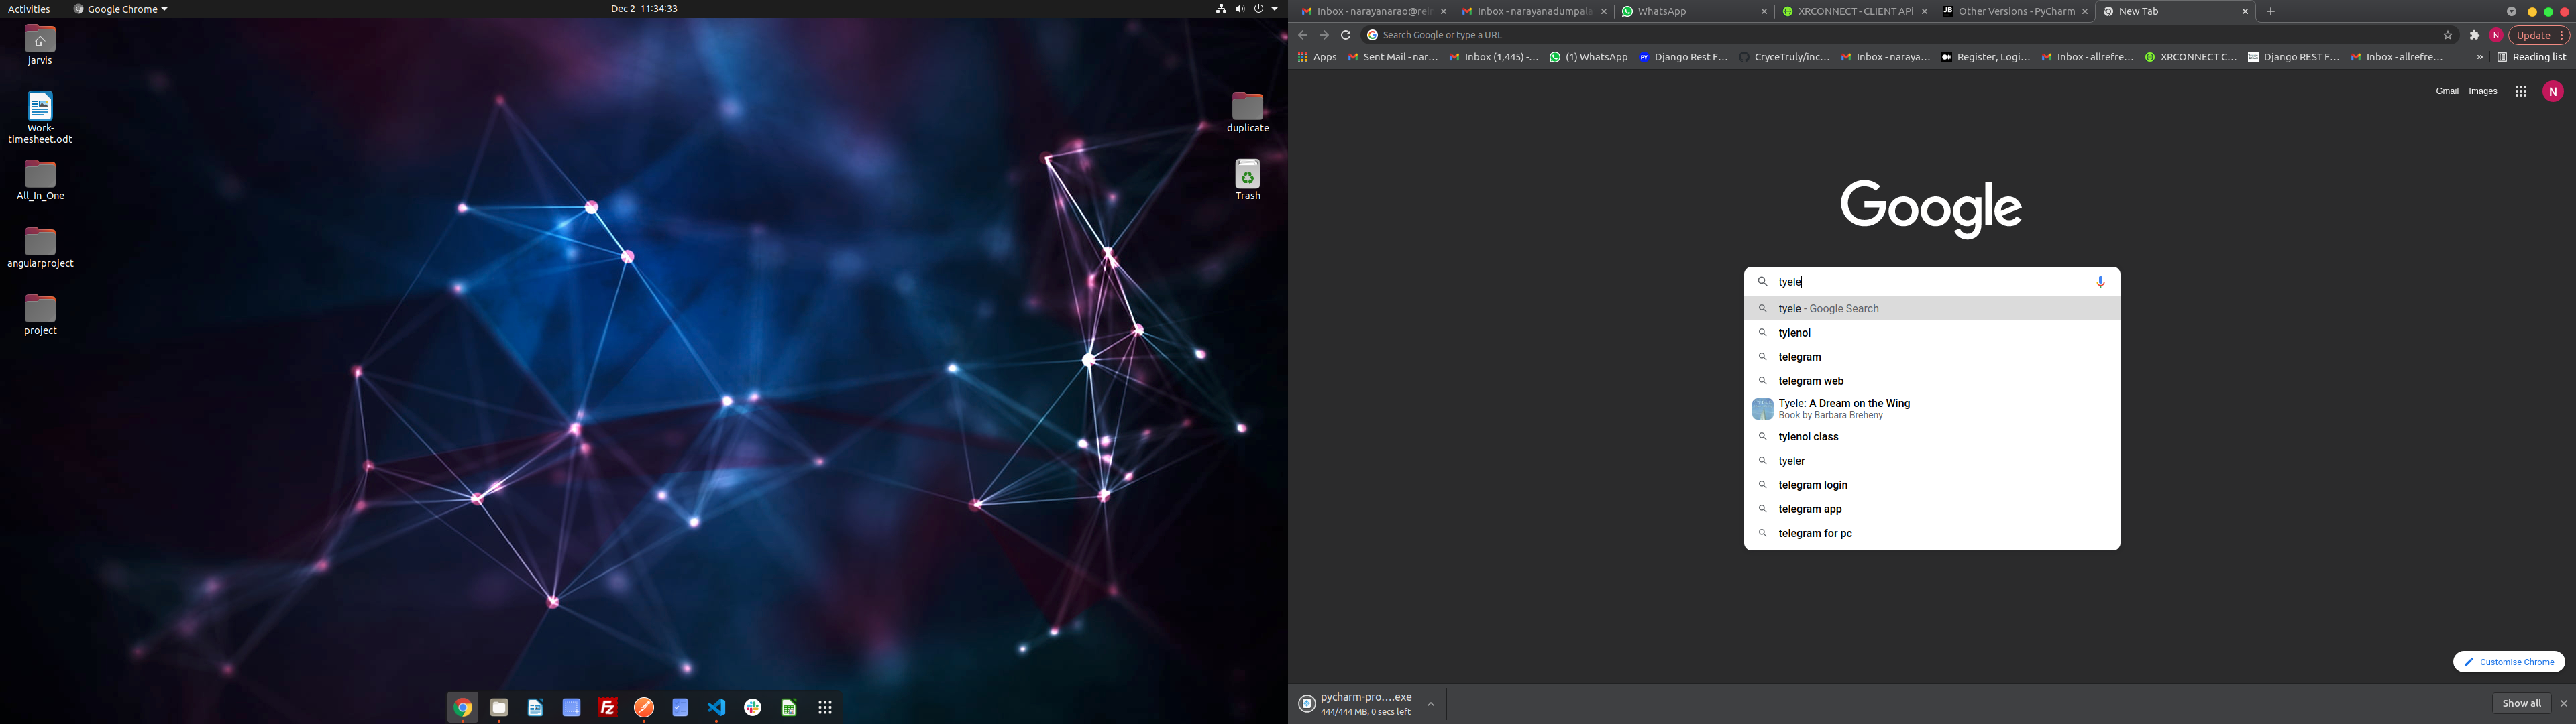 Activities
Google Chrome
Dec 2 11:34:33
jarvis
Work-
timesheet.odt
All_In_One
angularproject
project
duplicate
Trash
Inbox - narayanarao@rei
Inbox - narayanadumpala
WhatsApp
XRCONNECT - CLIENT API
Other Versions - PyCharm
New Tab
Search Google or type a URL
N
Update
Apps
Sent Mail - nar…
Inbox (1,445) -…
(1) WhatsApp
Django Rest F…
CryceTruly/inc…
Inbox - naraya…
Register, Logi…
Inbox - allrefre…
XRCONNECT C…
Django REST F…
Inbox - allrefre…
»
Reading list
Gmail
Images
N
Google
tyele
tyele - Google Search
tylenol
telegram
telegram web
Tyele: A Dream on the Wing
Book by Barbara Breheny
tylenol class
tyeler
telegram login
telegram app
telegram for pc
Customise Chrome
pycharm-pro....exe
444/444 MB, 0 secs left
Show all
Fz